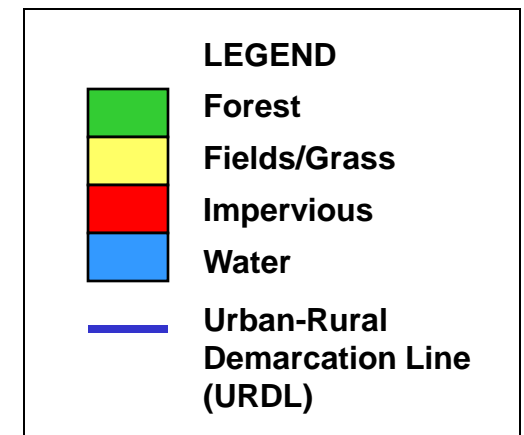 LEGEND
Forest
Fields/Grass
Impervious
Water
Urban-Rural
Demarcation Line
(URDL)